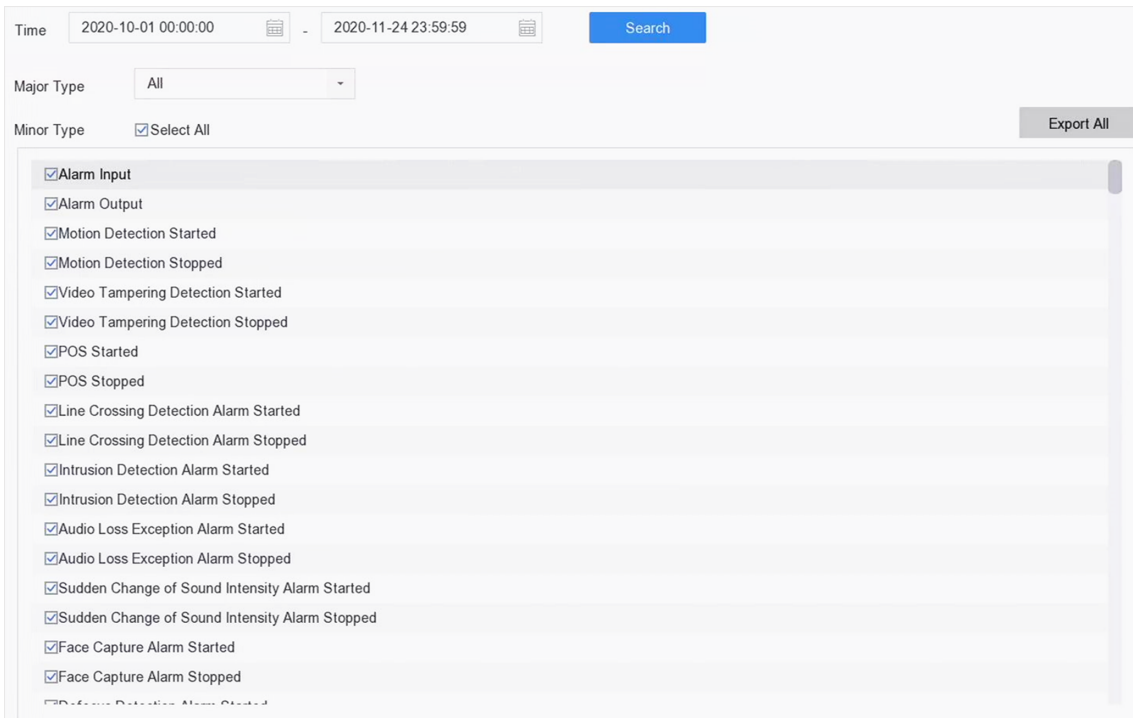 Time 2020-10-01 00:00:00 - 2020-11-24 23:59:59 Search
Major Type All
Minor Type Select All Export All
Alarm Input
Alarm Output
Motion Detection Started
Motion Detection Stopped
Video Tampering Detection Started
Video Tampering Detection Stopped
POS Started
POS Stopped
Line Crossing Detection Alarm Started
Line Crossing Detection Alarm Stopped
Intrusion Detection Alarm Started
Intrusion Detection Alarm Stopped
Audio Loss Exception Alarm Started
Audio Loss Exception Alarm Stopped
Sudden Change of Sound Intensity Alarm Started
Sudden Change of Sound Intensity Alarm Stopped
Face Capture Alarm Started
Face Capture Alarm Stopped
Defocus Detection Alarm Started